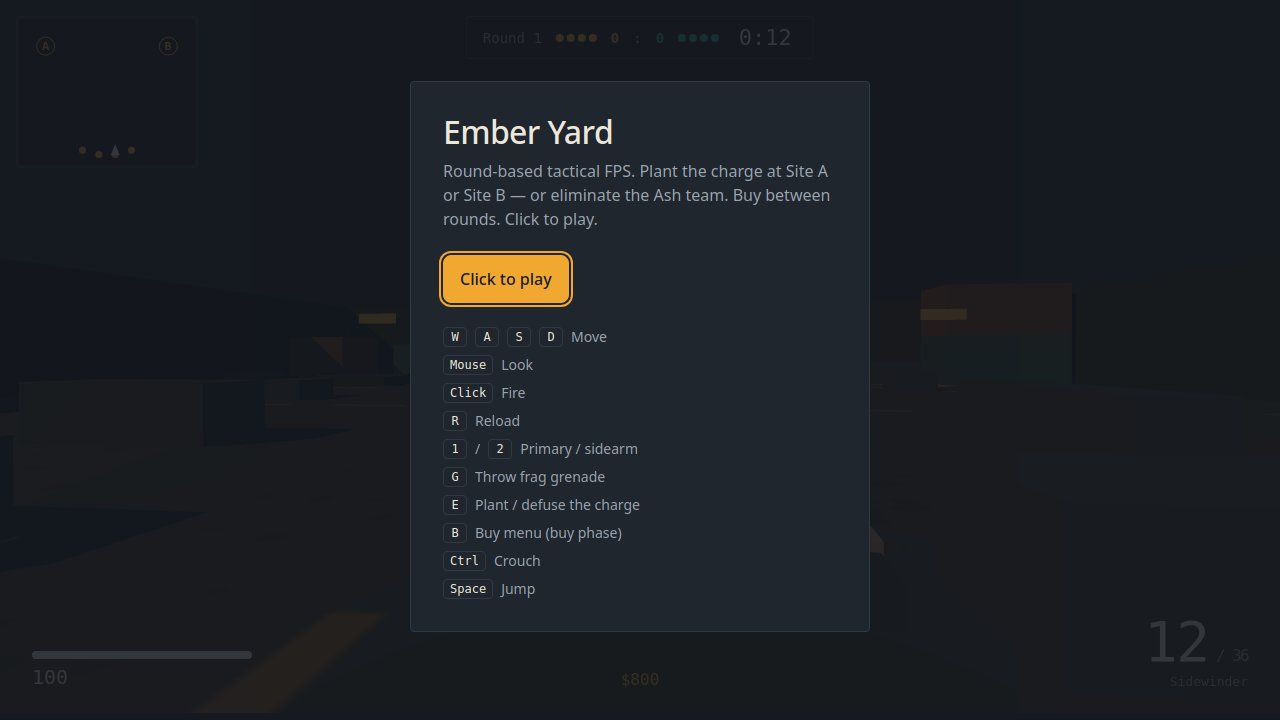 A B
Round 1 0 : 0 0:12
Ember Yard
Round-based tactical FPS. Plant the charge at Site A
or Site B — or eliminate the Ash team. Buy between
rounds. Click to play.
Click to play
W A S D Move
Mouse Look
Click Fire
R Reload
1 / 2 Primary / sidearm
G Throw frag grenade
E Plant / defuse the charge
B Buy menu (buy phase)
Ctrl Crouch
Space Jump
100
$800
12 / 36
Sidewinder